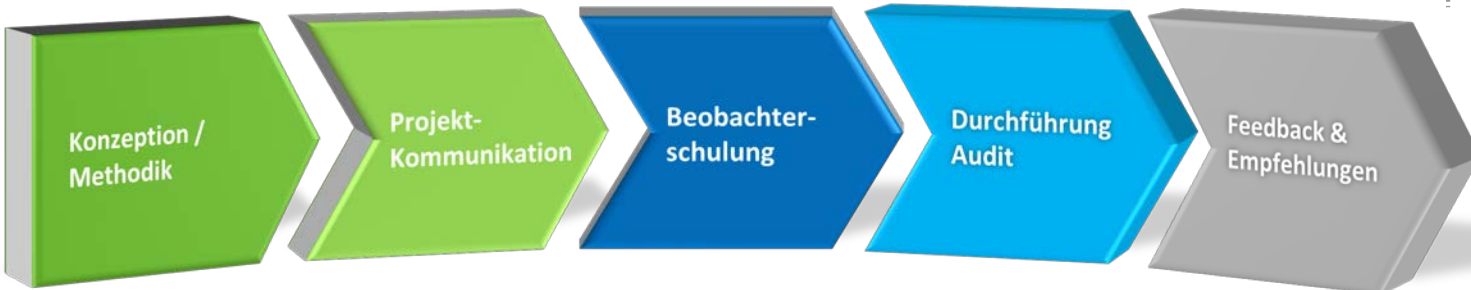 Konzeption /
Methodik
Projekt-
Kommunikation
Beobachter-
schulung
Durchführung
Audit
Feedback &
Empfehlungen